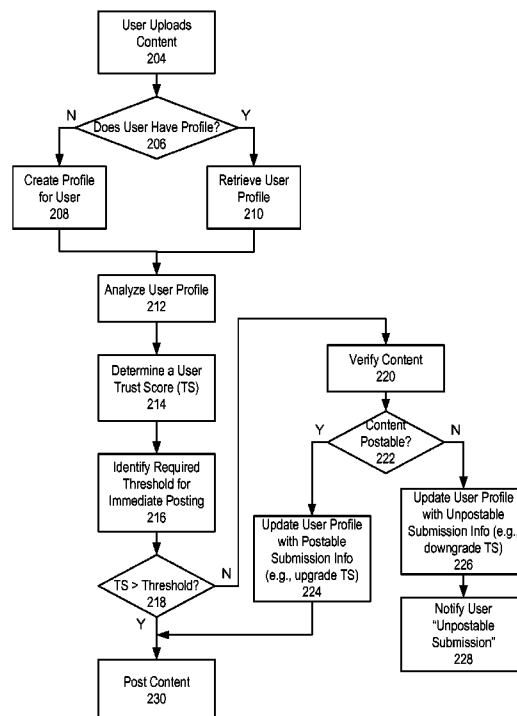 User Uploads
Content
204
N
Y
Does User Have Profile?
206
Create Profile
for User
208
Retrieve User
Profile
210
Analyze User Profile
212
Determine a User
Trust Score (TS)
214
Identify Required
Threshold for
Immediate Posting
216
TS > Threshold?
218
N
Y
Verify Content
220
Y
N
Content
Postable?
222
Update User Profile
with Postable
Submission Info
(e.g., upgrade TS)
224
Update User Profile
with Unpostable
Submission Info (e.g.,
downgrade TS)
226
Notify User
“Unpostable
Submission”
228
Post Content
230